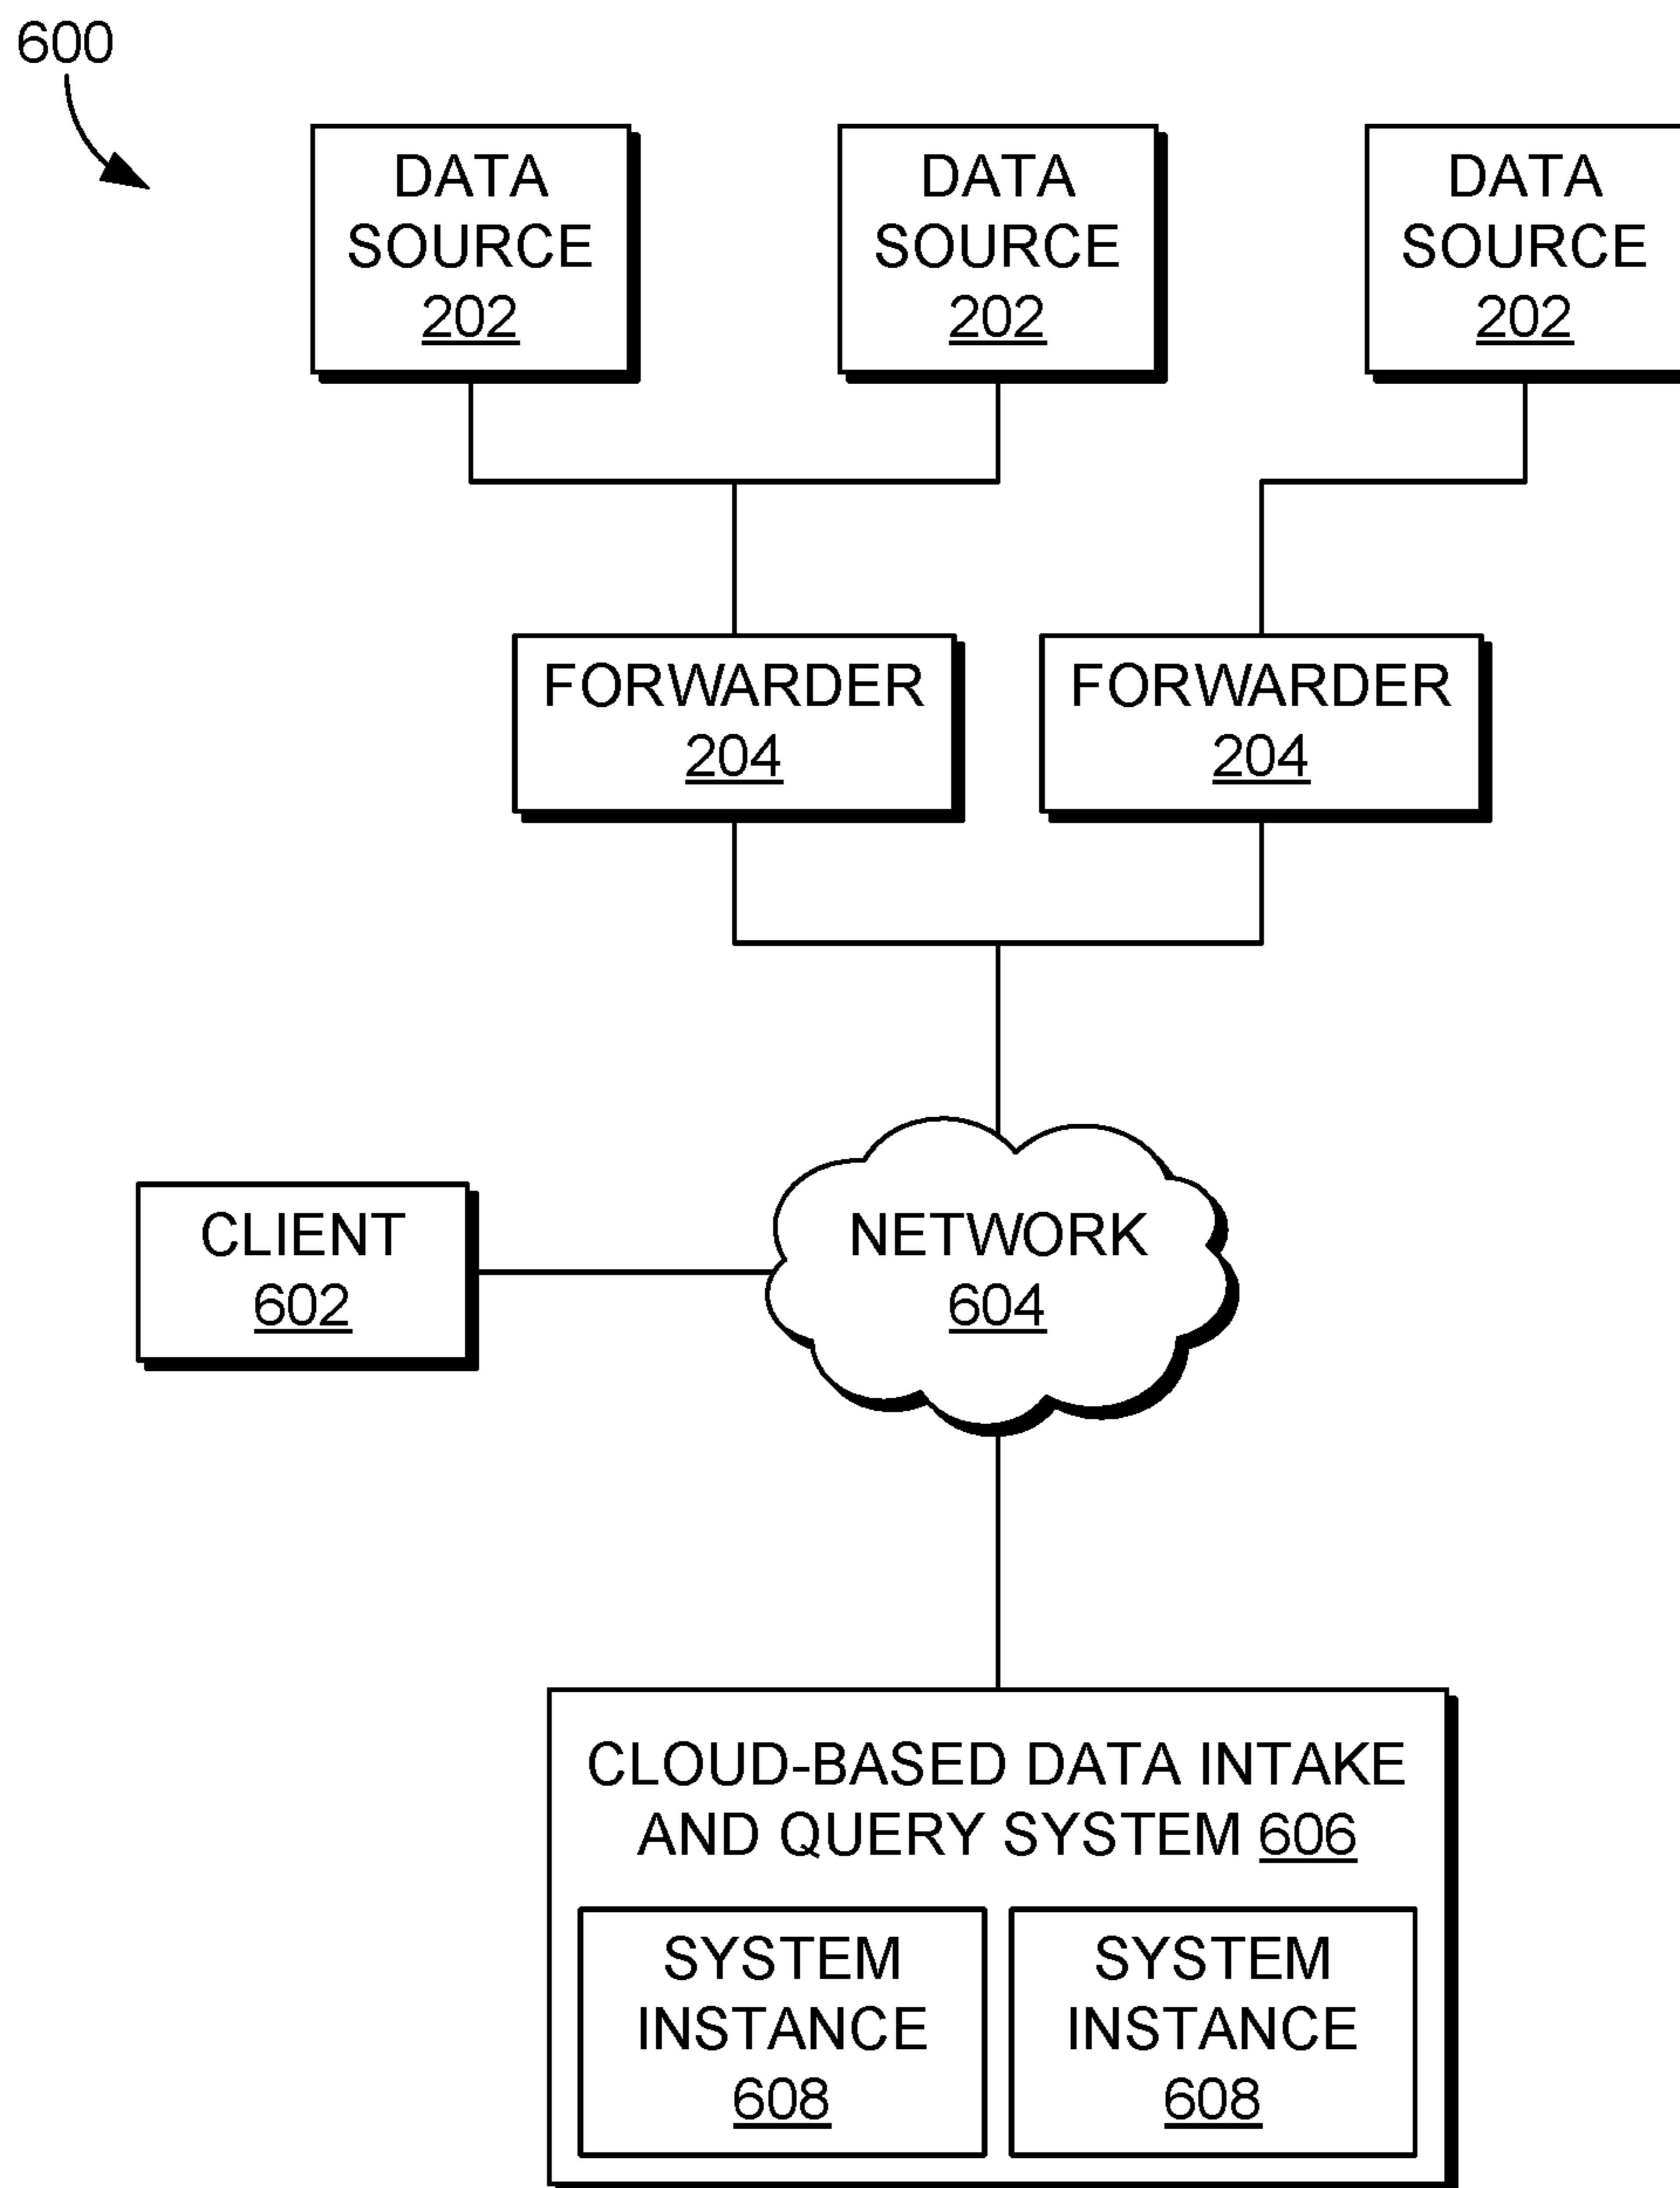 600
DATA
SOURCE
202
DATA
SOURCE
202
DATA
SOURCE
202
FORWARDER
204
FORWARDER
204
CLIENT
602
NETWORK
604
CLOUD-BASED DATA INTAKE
AND QUERY SYSTEM 606
SYSTEM
INSTANCE
608
SYSTEM
INSTANCE
608